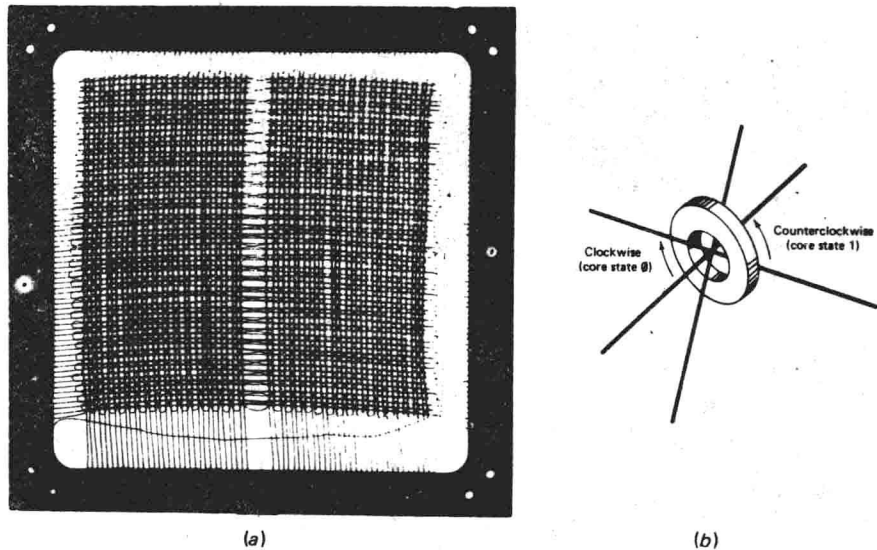 Clockwise
(core state Ø)
Counterclockwise
(core state 1)
(a)
(b)